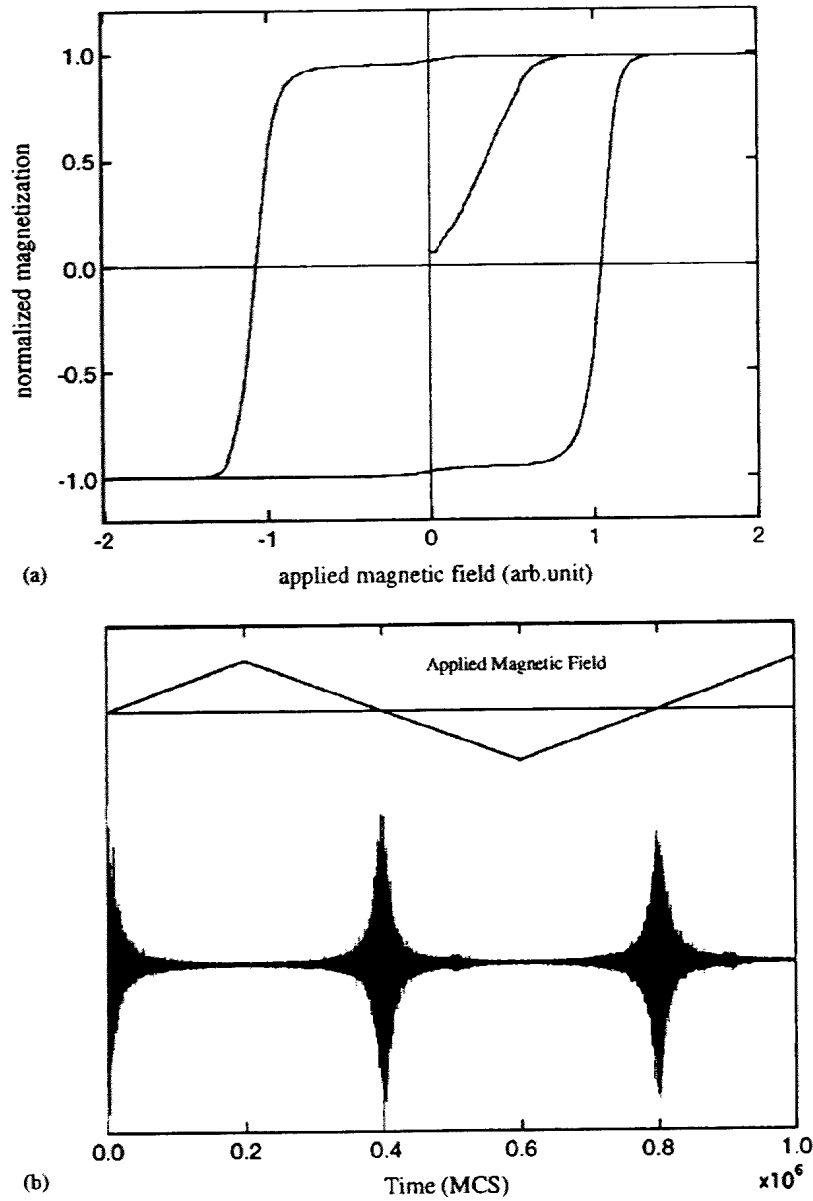 1.0
0.5
0.0
-0.5
-1.0
normalized magnetization
-2 -1 0 1 2
(a) applied magnetic field (arb.unit)
Applied Magnetic Field
0.0 0.2 0.4 0.6 0.8 1.0
x10⁶
(b) Time (MCS)